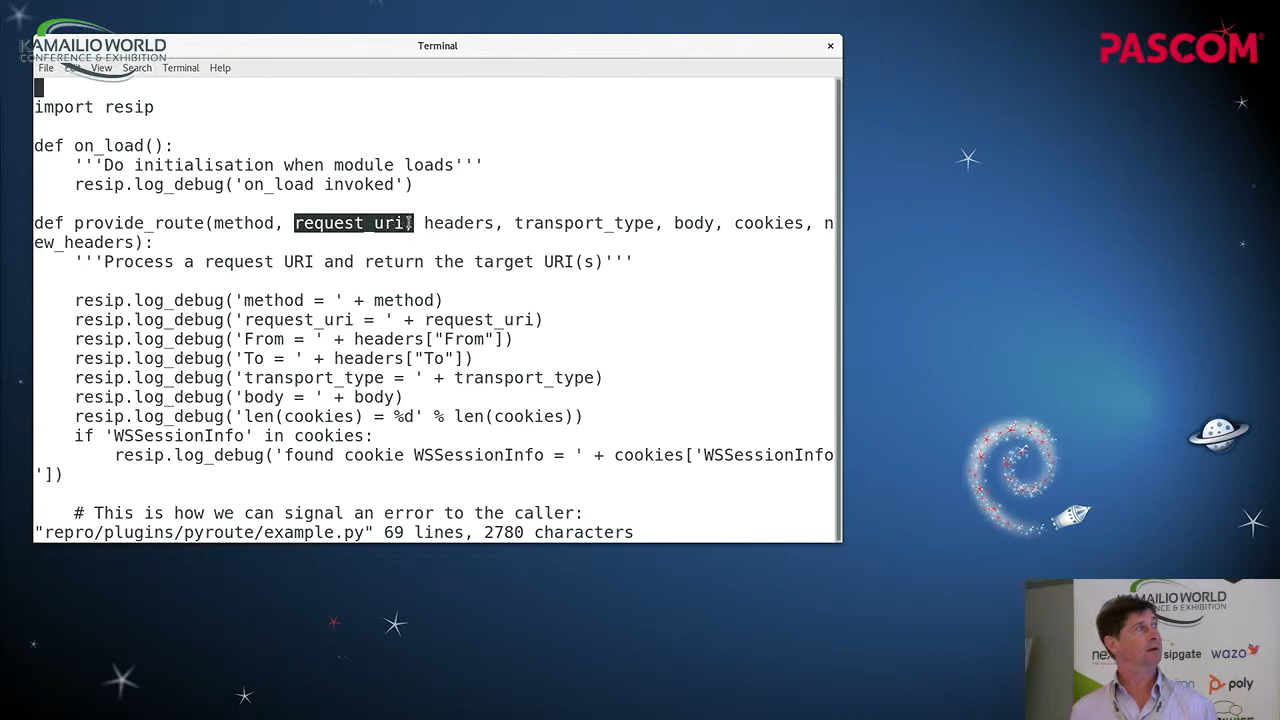 KAMAILIO WORLD
CONFERENCE & EXHIBITION
PASCOM
Terminal
×
File Edit View Search Terminal Help
import resip
def on_load():
'''Do initialisation when module loads'''
resip.log_debug('on_load invoked')
def provide_route(method, request_uri, headers, transport_type, body, cookies, n
ew_headers):
'''Process a request URI and return the target URI(s)'''
resip.log_debug('method = ' + method)
resip.log_debug('request_uri = ' + request_uri)
resip.log_debug('From = ' + headers["From"])
resip.log_debug('To = ' + headers["To"])
resip.log_debug('transport_type = ' + transport_type)
resip.log_debug('body = ' + body)
resip.log_debug('len(cookies) = %d' % len(cookies))
if 'WSSessionInfo' in cookies:
resip.log_debug('found cookie WSSessionInfo = ' + cookies['WSSessionInfo
'])
# This is how we can signal an error to the caller:
"repro/plugins/pyroute/example.py" 69 lines, 2780 characters
KAMAILIO WORLD
CONFERENCE & EXHIBITION
sipgate
wazo
poly